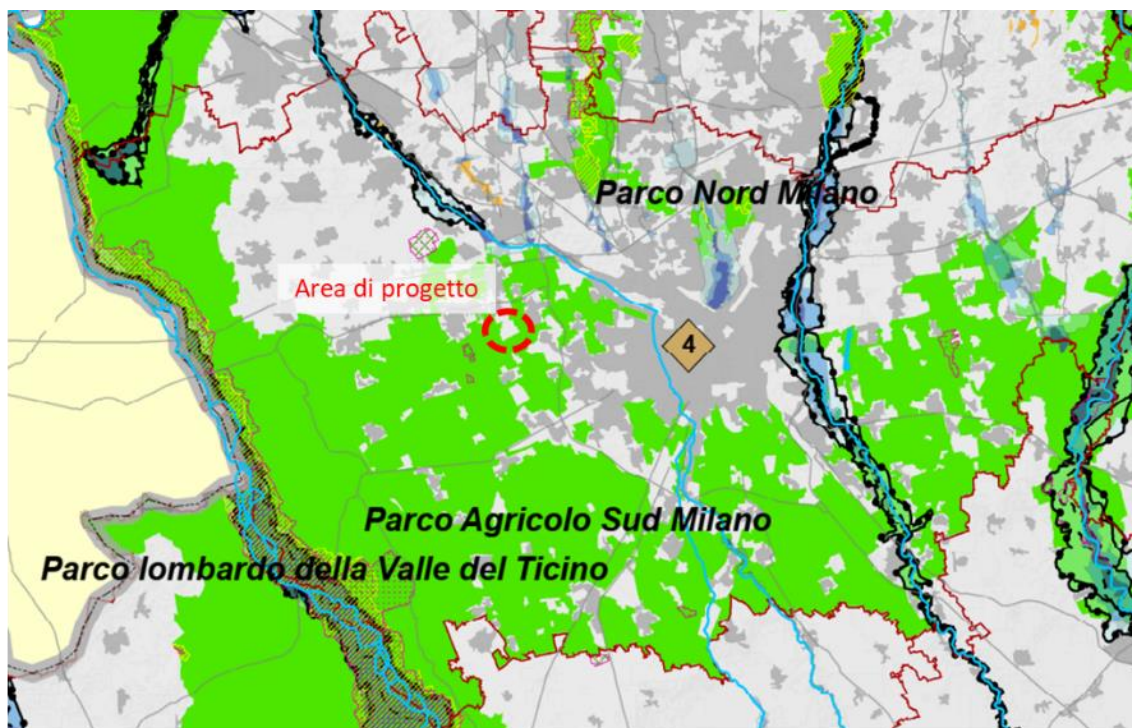 Parco Nord Milano
Area di progetto
4
Parco Agricolo Sud Milano
Parco lombardo della Valle del Ticino